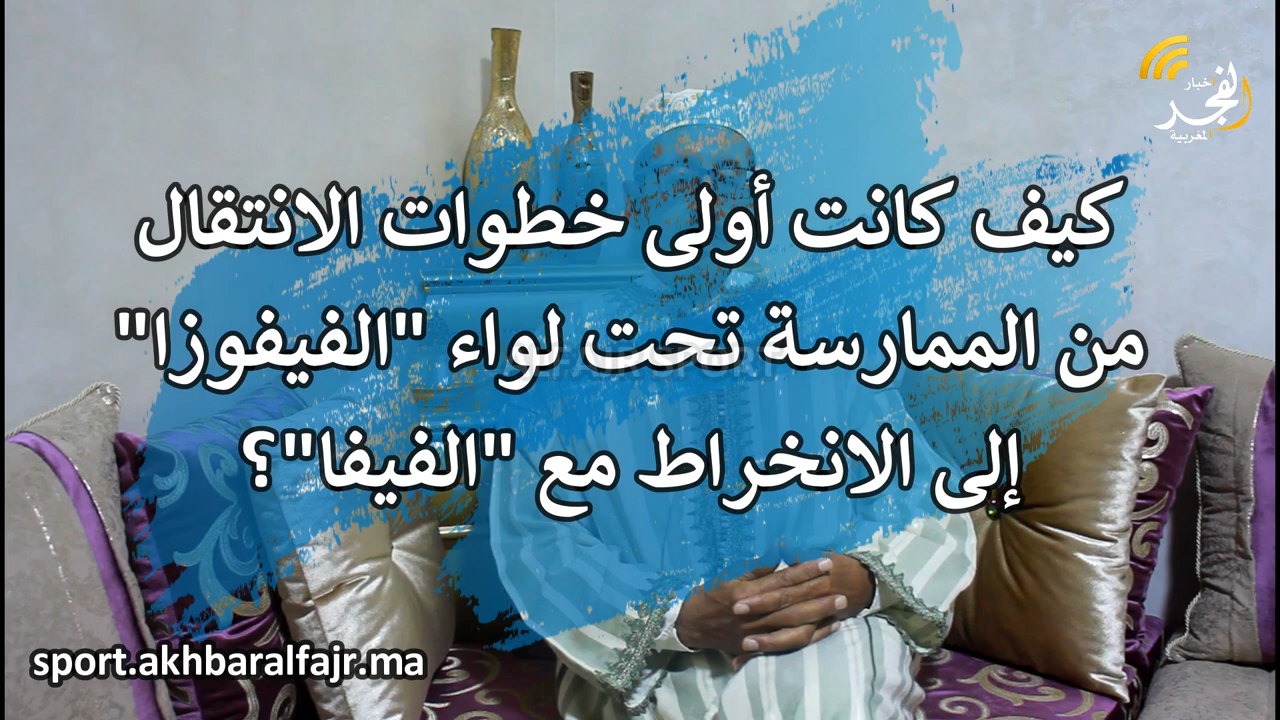 اخبار
الفجر
المغربية
كيف كانت أولى خطوات الانتقال
من الممارسة تحت لواء "الفيفوزا"
إلى الانخراط مع "الفيفا"؟
sport.akhbaralfajr.ma